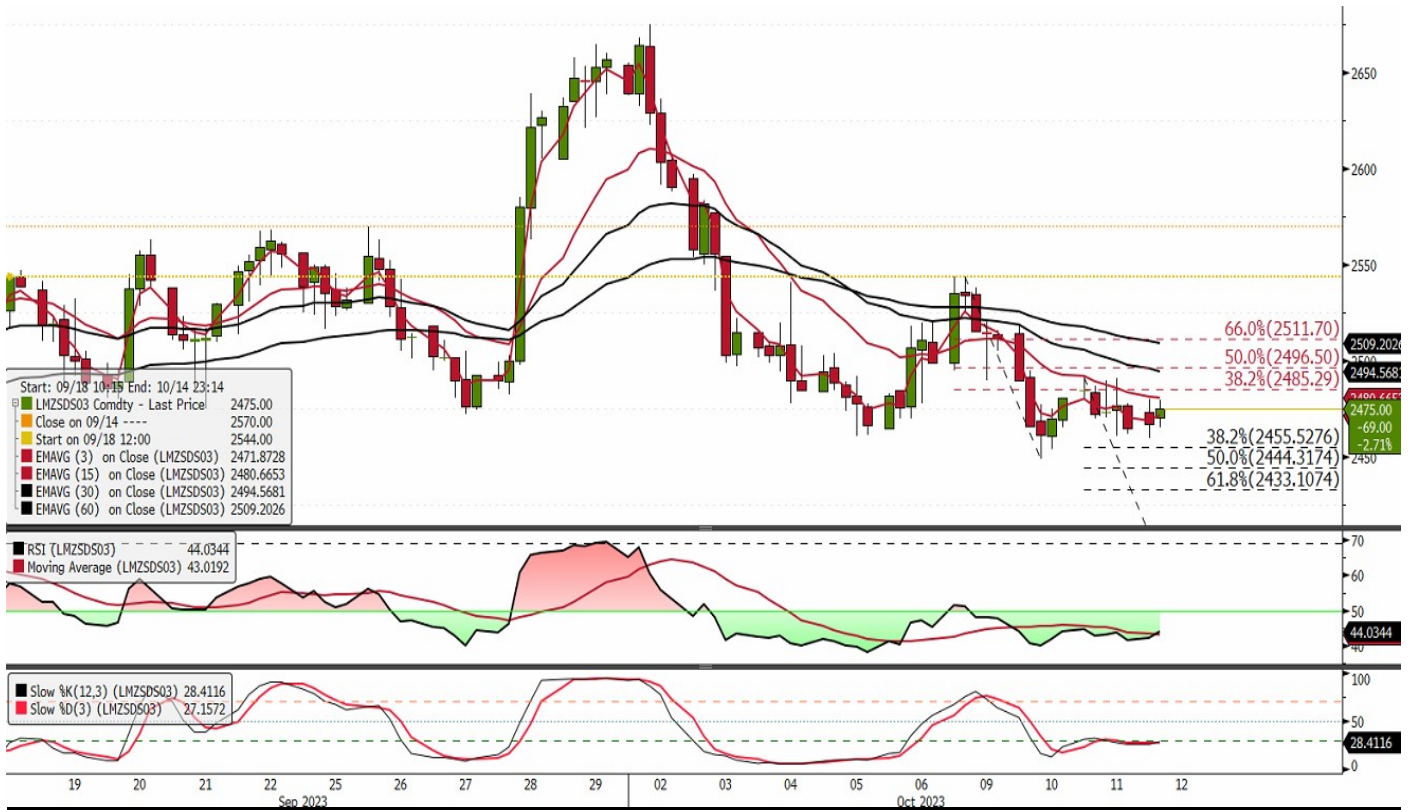 2650
2600
2550
66.0%(2511.70)
2509.2026
2500
50.0%(2496.50)
2494.5681
38.2%(2485.29)
2480.6653
2475.00
-69.00
-2.71%
38.2%(2455.5276)
2450
50.0%(2444.3174)
61.8%(2433.1074)
Start: 09/18 10:15 End: 10/14 23:14
LMZSDS03 Comdty - Last Price 2475.00
Close on 09/14 ---- 2570.00
Start on 09/18 12:00 2544.00
EMAVG (3) on Close (LMZSDS03) 2471.8728
EMAVG (15) on Close (LMZSDS03) 2480.6653
EMAVG (30) on Close (LMZSDS03) 2494.5681
EMAVG (60) on Close (LMZSDS03) 2509.2026
RSI (LMZSDS03) 44.0344
Moving Average (LMZSDS03) 43.0192
70
60
50
44.0344
40
Slow %K(12,3) (LMZSDS03) 28.4116
Slow %D(3) (LMZSDS03) 27.1572
100
50
28.4116
0
19 20 21 22 25 26 27 28 29 02 03 04 05 06 09 10 11 12
Sep 2023 Oct 2023